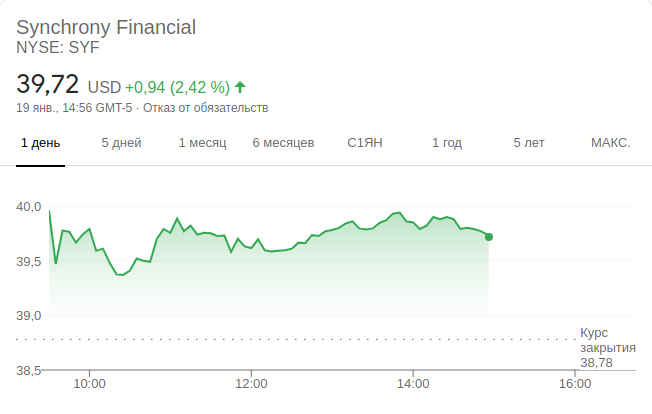 Synchrony Financial
NYSE: SYF
39,72 USD +0,94 (2,42 %)
19 янв., 14:56 GMT-5 · Отказ от обязательств
1 день 5 дней 1 месяц 6 месяцев С1ЯН 1 год 5 лет МАКС.
40,0
39,5
39,0
Курс
закрытия
38,78
38,5
10:00 12:00 14:00 16:00